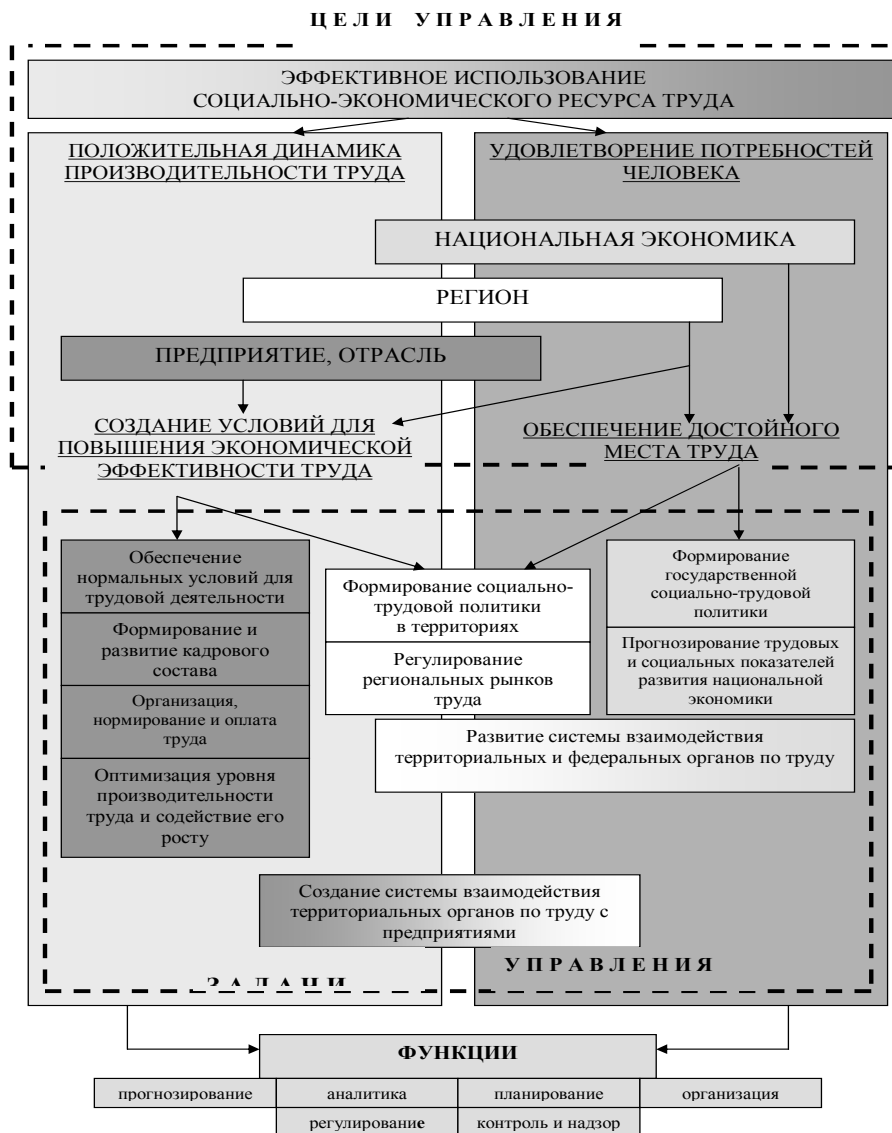 ЦЕЛИ УПРАВЛЕНИЯ
ЭФФЕКТИВНОЕ ИСПОЛЬЗОВАНИЕ
СОЦИАЛЬНО-ЭКОНОМИЧЕСКОГО РЕСУРСА ТРУДА
ПОЛОЖИТЕЛЬНАЯ ДИНАМИКА
ПРОИЗВОДИТЕЛЬНОСТИ ТРУДА
УДОВЛЕТВОРЕНИЕ ПОТРЕБНОСТЕЙ
ЧЕЛОВЕКА
НАЦИОНАЛЬНАЯ ЭКОНОМИКА
РЕГИОН
ПРЕДПРИЯТИЕ, ОТРАСЛЬ
СОЗДАНИЕ УСЛОВИЙ ДЛЯ
ПОВЫШЕНИЯ ЭКОНОМИЧЕСКОЙ
ЭФФЕКТИВНОСТИ ТРУДА
ОБЕСПЕЧЕНИЕ ДОСТОЙНОГО
МЕСТА ТРУДА
Обеспечение
нормальных условий для
трудовой деятельности
Формирование и
развитие кадрового
состава
Организация,
нормирование и оплата
труда
Оптимизация уровня
производительности
труда и содействие его
росту
Формирование социально-
трудовой политики
в территориях
Регулирование
региональных рынков
труда
Формирование
государственной
социально-трудовой
политики
Прогнозирование трудовых
и социальных показателей
развития национальной
экономики
Развитие системы взаимодействия
территориальных и федеральных органов по труду
Создание системы взаимодействия
территориальных органов по труду с
предприятиями
ЗАДАЧИ
УПРАВЛЕНИЯ
ФУНКЦИИ
прогнозирование
аналитика
планирование
организация
регулирование
контроль и надзор